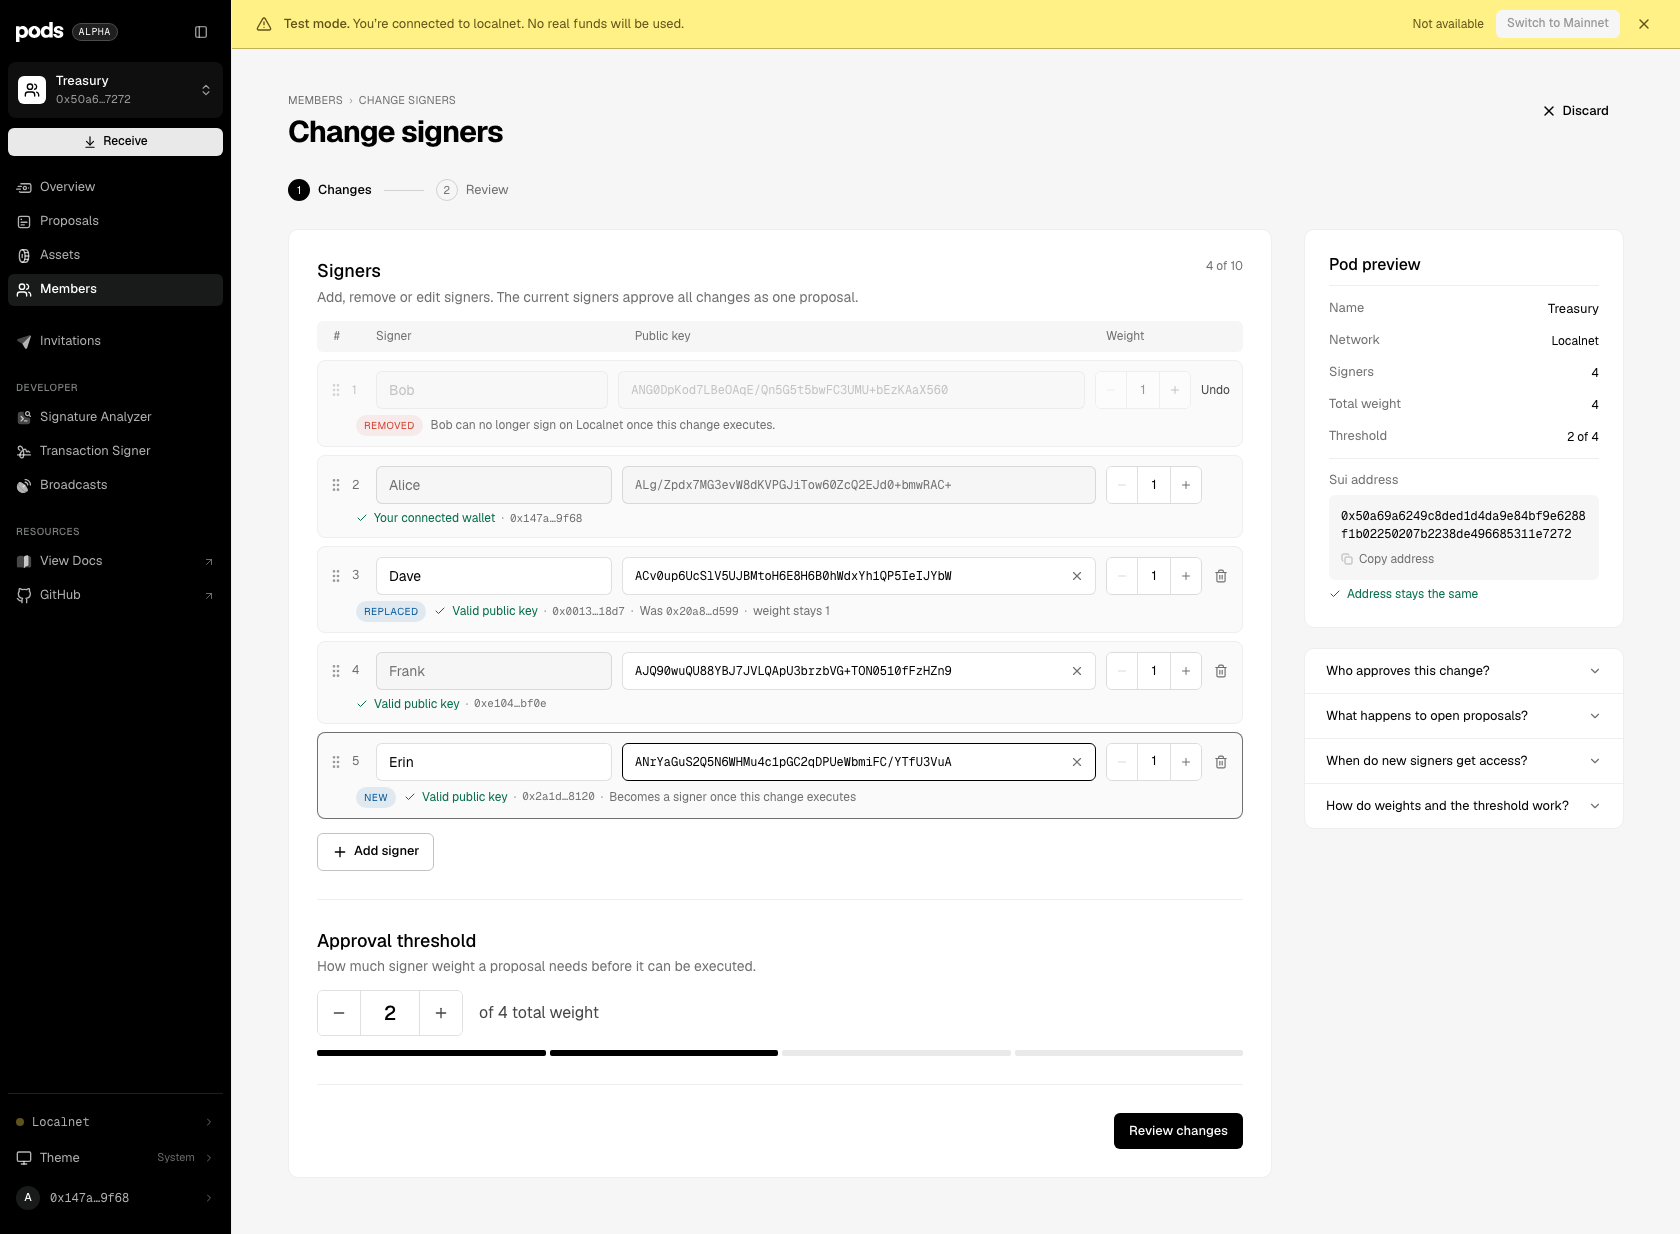 pods ALPHA
Treasury
0x50a6…7272
Receive
Overview
Proposals
Assets
Members
Invitations
DEVELOPER
Signature Analyzer
Transaction Signer
Broadcasts
RESOURCES
View Docs
GitHub
Localnet
Theme System
A 0x147a…9f68
Test mode. You're connected to localnet. No real funds will be used.
Not available Switch to Mainnet
MEMBERS › CHANGE SIGNERS
Change signers
Discard
1 Changes 2 Review
Signers 4 of 10
Add, remove or edit signers. The current signers approve all changes as one proposal.
# Signer Public key Weight
1 Bob ANG0DpKod7LBeOAqE/Qn5G5t5bwFC3UMU+bEzKAaX560 − 1 + Undo
REMOVED Bob can no longer sign on Localnet once this change executes.
2 Alice ALg/Zpdx7MG3evW8dKVPGJiTow60ZcQ2EJd0+bmwRAC+ − 1 +
Your connected wallet · 0x147a…9f68
3 Dave ACv0up6UcSlV5UJBMtoH6E8H6B0hWdxYh1QP5IeIJYbW − 1 +
REPLACED Valid public key · 0x0013…18d7 · Was 0x20a8…d599 · weight stays 1
4 Frank AJQ90wuQU88YBJ7JVLQApU3brzbVG+TON0510fFzHZn9 − 1 +
Valid public key · 0xe104…bf0e
5 Erin ANrYaGuS2Q5N6WHMu4c1pGC2qDPUeWbmiFC/YTfU3VuA − 1 +
NEW Valid public key · 0x2a1d…8120 · Becomes a signer once this change executes
Add signer
Approval threshold
How much signer weight a proposal needs before it can be executed.
− 2 + of 4 total weight
Review changes
Pod preview
Name Treasury
Network Localnet
Signers 4
Total weight 4
Threshold 2 of 4
Sui address
0x50a69a6249c8ded1d4da9e84bf9e6288
f1b02250207b2238de496685311e7272
Copy address
Address stays the same
Who approves this change?
What happens to open proposals?
When do new signers get access?
How do weights and the threshold work?